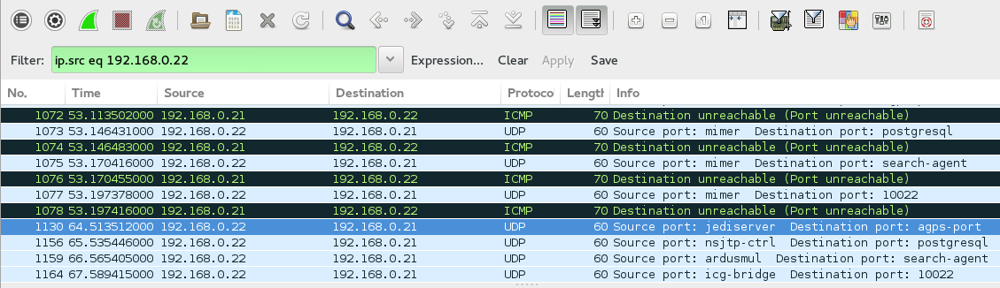 Filter: ip.src eq 192.168.0.22 Expression... Clear Apply Save
No. Time Source Destination Protoco Length Info
1072 53.113502000 192.168.0.21 192.168.0.22 ICMP 70 Destination unreachable (Port unreachable)
1073 53.146431000 192.168.0.22 192.168.0.21 UDP 60 Source port: mimer Destination port: postgresql
1074 53.146483000 192.168.0.21 192.168.0.22 ICMP 70 Destination unreachable (Port unreachable)
1075 53.170416000 192.168.0.22 192.168.0.21 UDP 60 Source port: mimer Destination port: search-agent
1076 53.170455000 192.168.0.21 192.168.0.22 ICMP 70 Destination unreachable (Port unreachable)
1077 53.197378000 192.168.0.22 192.168.0.21 UDP 60 Source port: mimer Destination port: 10022
1078 53.197416000 192.168.0.21 192.168.0.22 ICMP 70 Destination unreachable (Port unreachable)
1130 64.513512000 192.168.0.22 192.168.0.21 UDP 60 Source port: jediserver Destination port: agps-port
1156 65.535446000 192.168.0.22 192.168.0.21 UDP 60 Source port: nsjtp-ctrl Destination port: postgresql
1159 66.565405000 192.168.0.22 192.168.0.21 UDP 60 Source port: ardusmul Destination port: search-agent
1164 67.589415000 192.168.0.22 192.168.0.21 UDP 60 Source port: icg-bridge Destination port: 10022